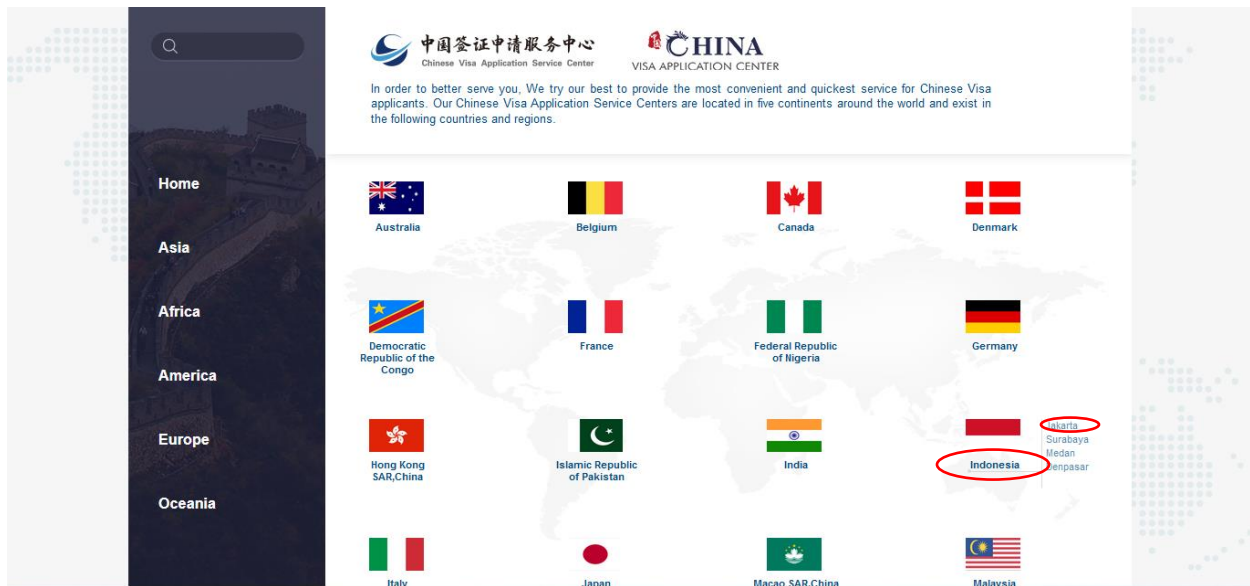 中国签证申请服务中心
Chinese Visa Application Service Center
CHINA
VISA APPLICATION CENTER
In order to better serve you, We try our best to provide the most convenient and quickest service for Chinese Visa
applicants. Our Chinese Visa Application Service Centers are located in five continents around the world and exist in
the following countries and regions.
Home
Asia
Africa
America
Europe
Oceania
Australia
Belgium
Canada
Denmark
Democratic
Republic of the
Congo
France
Federal Republic
of Nigeria
Germany
Hong Kong
SAR,China
Islamic Republic
of Pakistan
India
Indonesia
Jakarta
Surabaya
Medan
Denpasar
Italy
Japan
Macao SAR,China
Malaysia